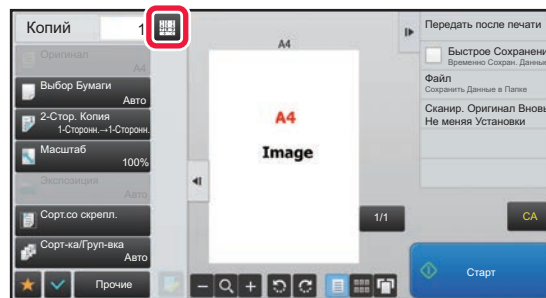 Копий 1
Оригинал
A4
Выбор Бумаги
Авто
2-Стор. Копия
1-Сторонн.→1-Сторонн.
Масштаб
100%
Экспозиция
Авто
Сорт.со скрепл.
Сорт-ка/Груп-вка
Авто
Прочие
A4
A4
Image
1/1
Передать после печати
Быстрое Сохранени
Временно Сохран. Данные
Файл
Сохранить Данные в Папке
Сканир. Оригинал Вновь
Не меняя Установки
CA
Старт